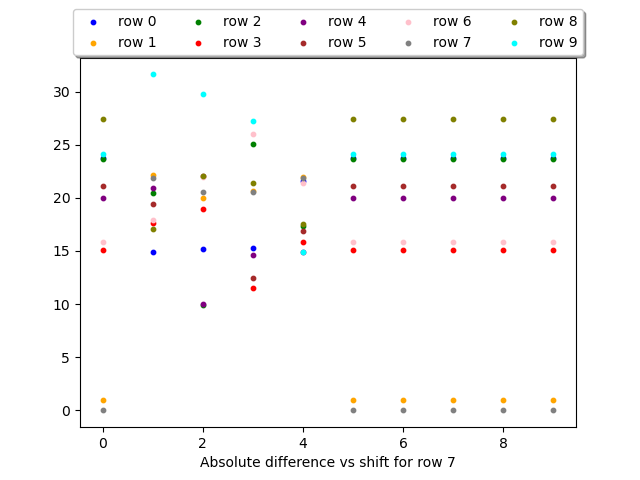 row 0 row 2 row 4 row 6 row 8
row 1 row 3 row 5 row 7 row 9
30
25
20
15
10
5
0
0 2 4 6 8
Absolute difference vs shift for row 7